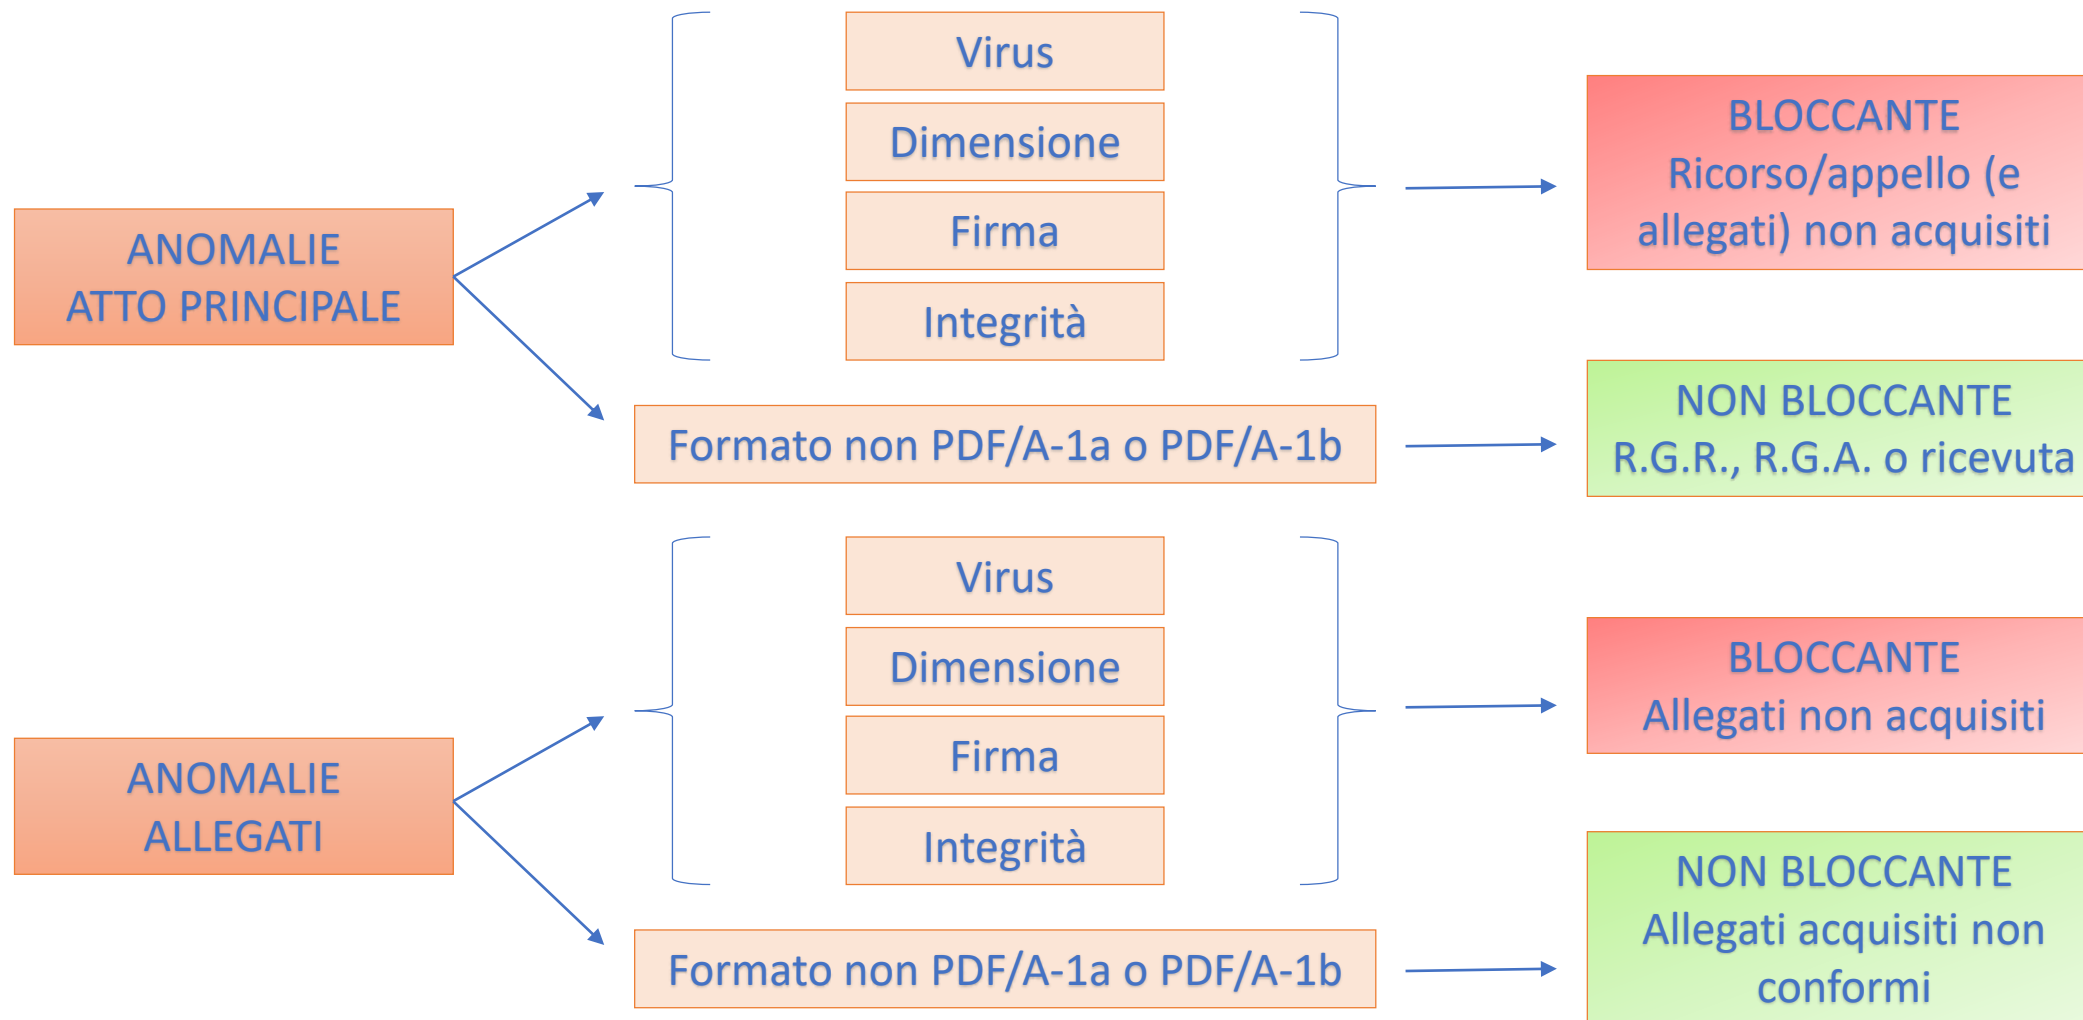 ANOMALIE
ATTO PRINCIPALE
Virus
Dimensione
Firma
Integrità
BLOCCANTE
Ricorso/appello (e
allegati) non acquisiti
Formato non PDF/A-1a o PDF/A-1b
NON BLOCCANTE
R.G.R., R.G.A. o ricevuta
ANOMALIE
ALLEGATI
Virus
Dimensione
Firma
Integrità
BLOCCANTE
Allegati non acquisiti
Formato non PDF/A-1a o PDF/A-1b
NON BLOCCANTE
Allegati acquisiti non
conformi